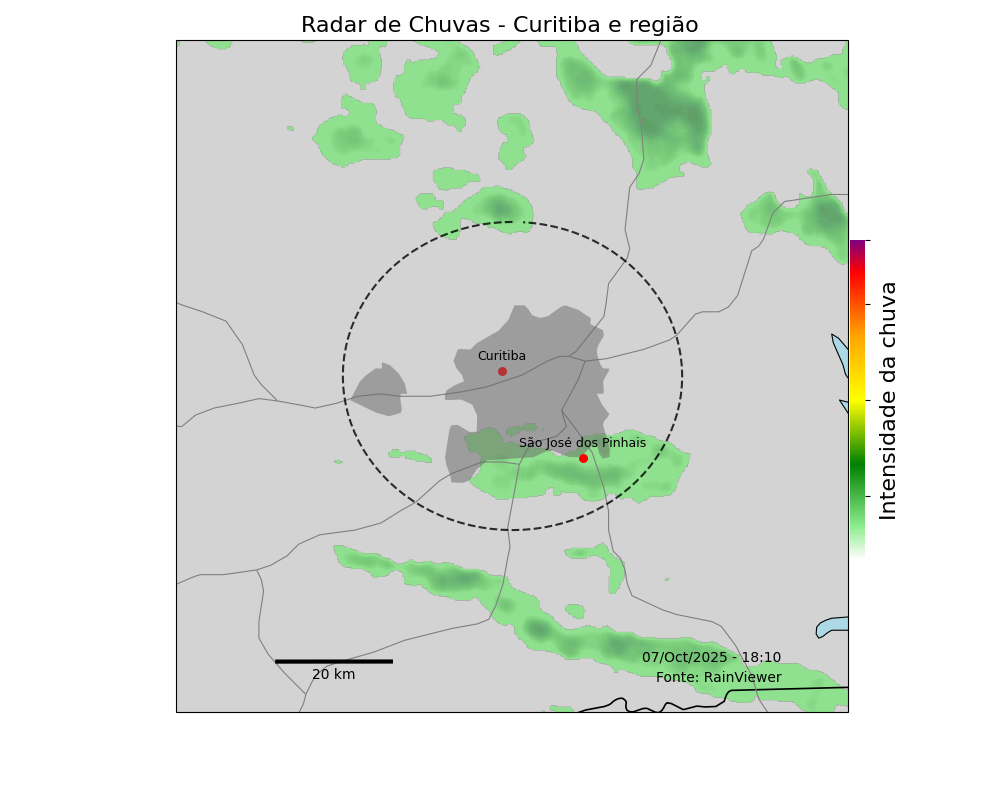 Radar de Chuvas - Curitiba e região
Curitiba
São José dos Pinhais
Intensidade da chuva
07/Oct/2025 - 18:10
Fonte: RainViewer
20 km